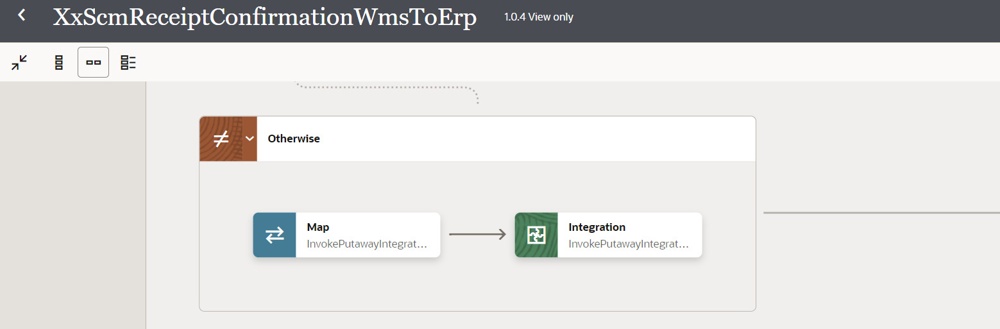 XxScmReceiptConfirmationWmsToErp 1.0.4 View only
Otherwise
Map
InvokePutawayIntegrat...
Integration
InvokePutawayIntegrat...